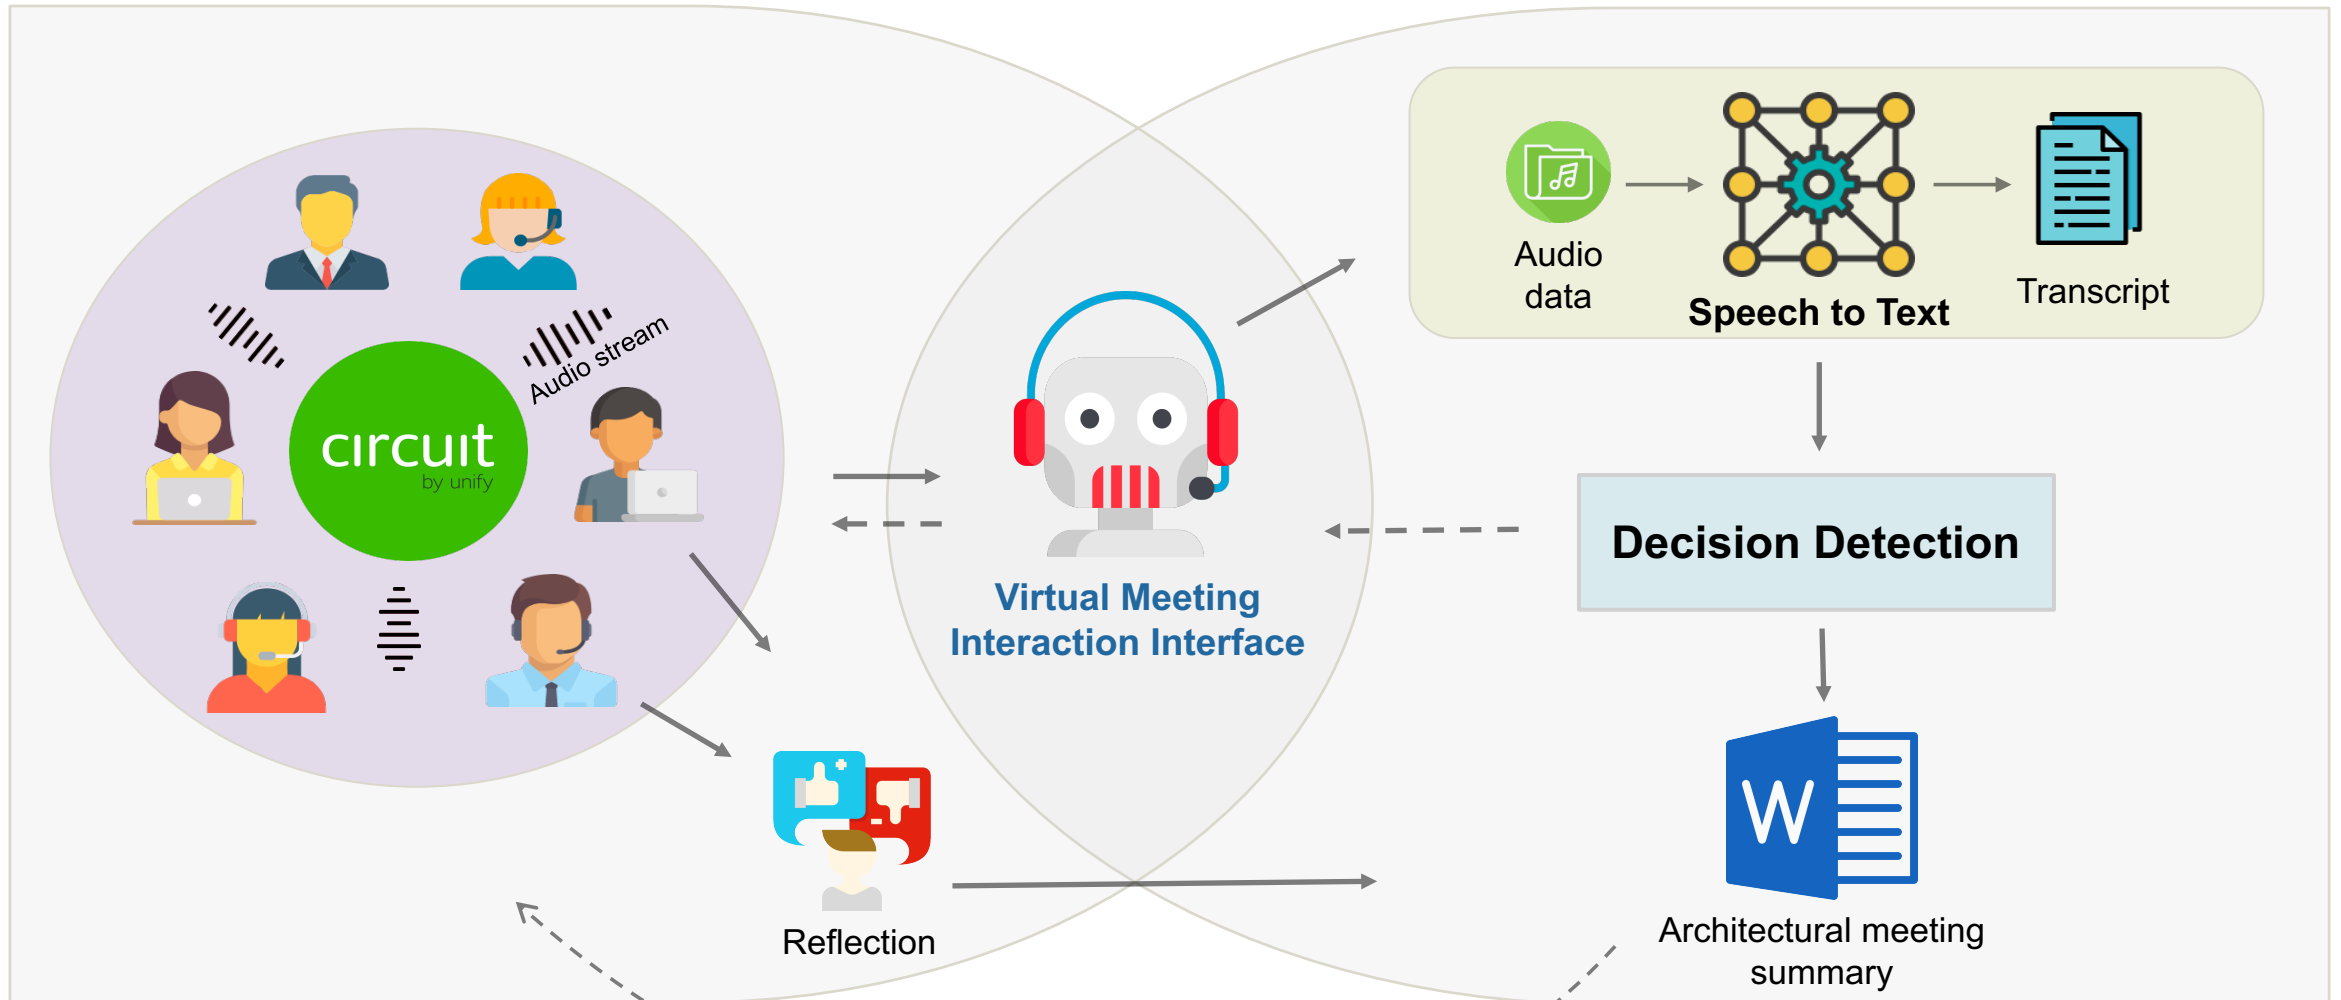 Audio stream
circuit
by unify
Virtual Meeting
Interaction Interface
Reflection
Audio
data
Speech to Text
Transcript
Decision Detection
W
Architectural meeting
summary